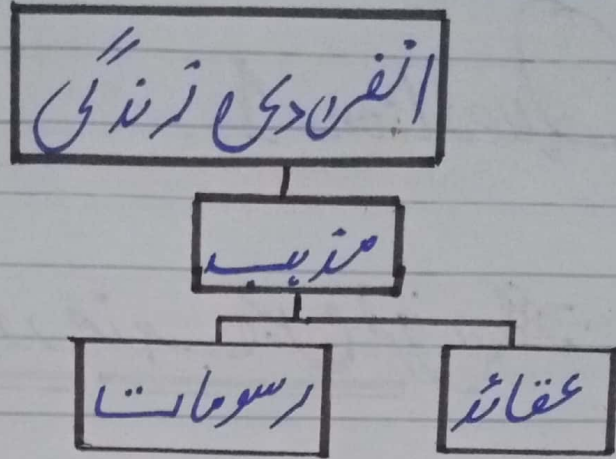 انفرادی زندگی
مذہب
عقائد
رسومات